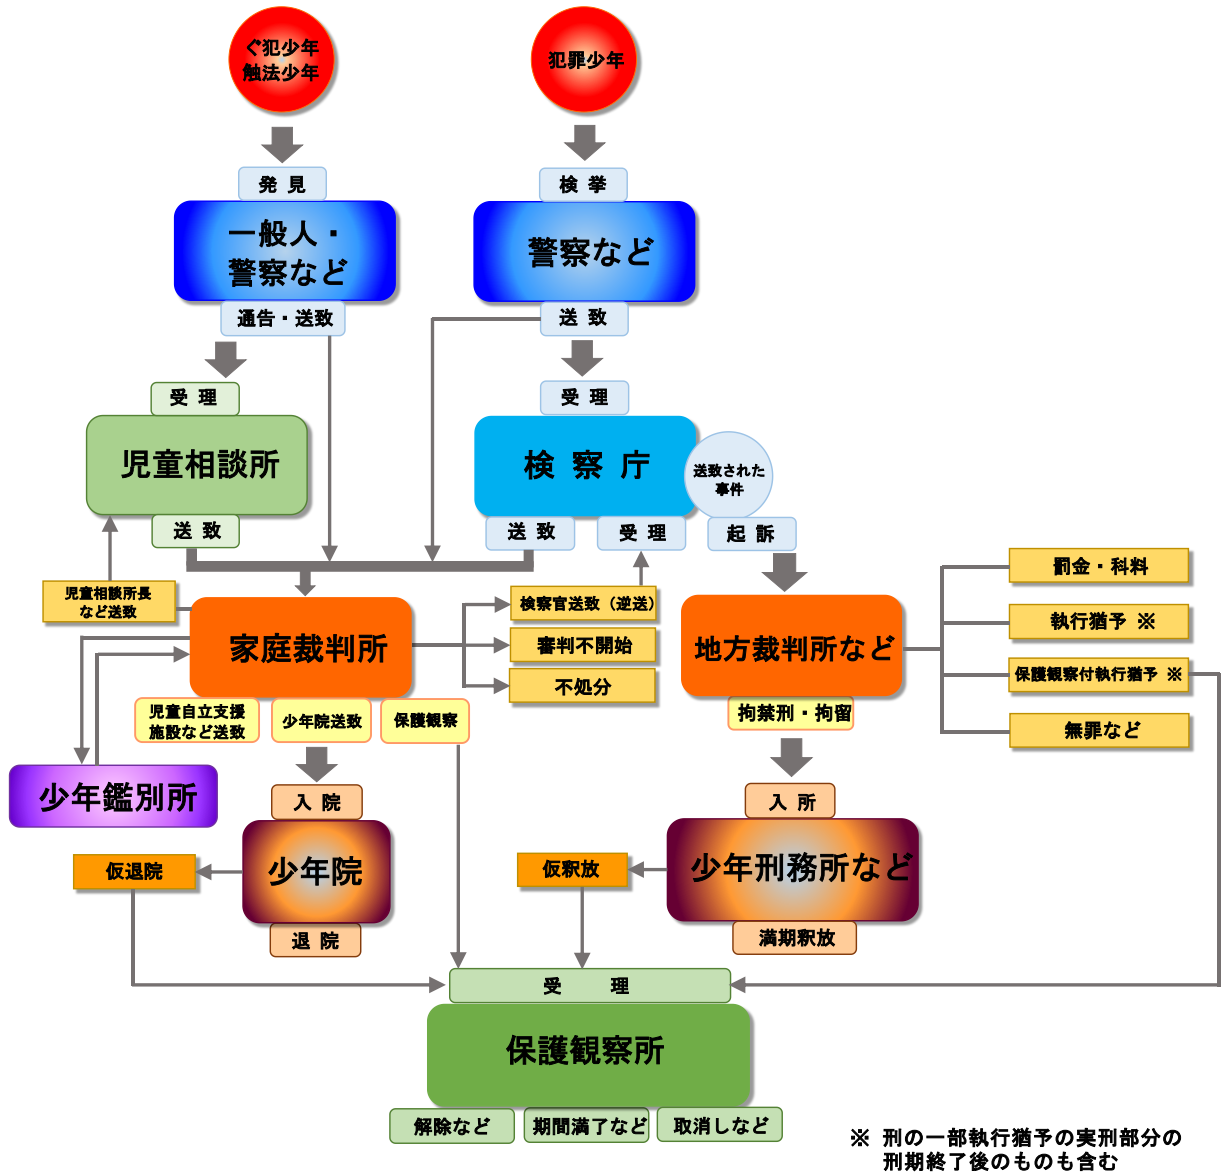 ぐ犯少年
触法少年
犯罪少年
発見
検挙
一般人・
警察など
警察など
通告・送致
送致
受理
受理
児童相談所
検察庁
送致された
事件
送致
送致
受理
起訴
児童相談所長
など送致
検察官送致（逆送）
審判不開始
不処分
罰金・科料
執行猶予 ※
保護観察付執行猶予 ※
無罪など
家庭裁判所
地方裁判所など
児童自立支援
施設など送致
少年院送致
保護観察
拘禁刑・拘留
少年鑑別所
入院
入所
少年院
少年刑務所など
仮退院
仮釈放
退院
満期釈放
受理
保護観察所
解除など
期間満了など
取消しなど
※ 刑の一部執行猶予の実刑部分の
刑期終了後のものも含む